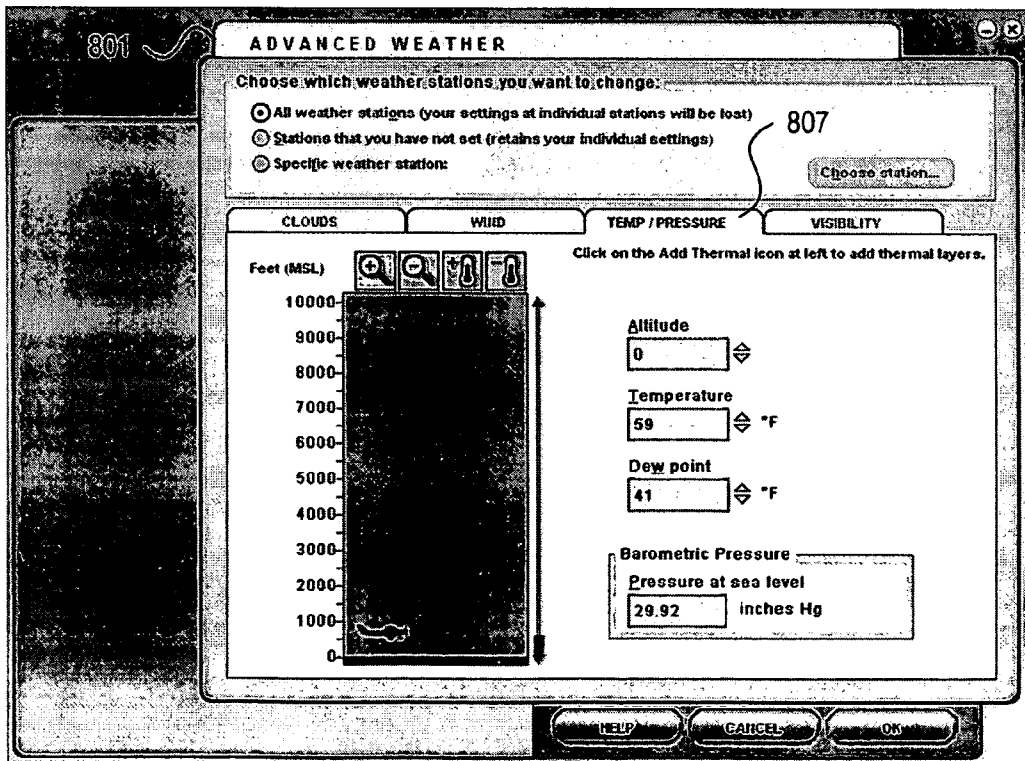 801
ADVANCED WEATHER
Choose which weather stations you want to change:
All weather stations (your settings at individual stations will be lost)
Stations that you have not set (retains your individual settings)
Specific weather station:
807
Choose station...
CLOUDS
WIND
TEMP / PRESSURE
VISIBILITY
Click on the Add Thermal icon at left to add thermal layers.
Feet (MSL)
10000
9000
8000
7000
6000
5000
4000
3000
2000
1000
0
Altitude
0
Temperature
59 °F
Dew point
41 °F
Barometric Pressure
Pressure at sea level
29.92 inches Hg
HELP
CANCEL
OK